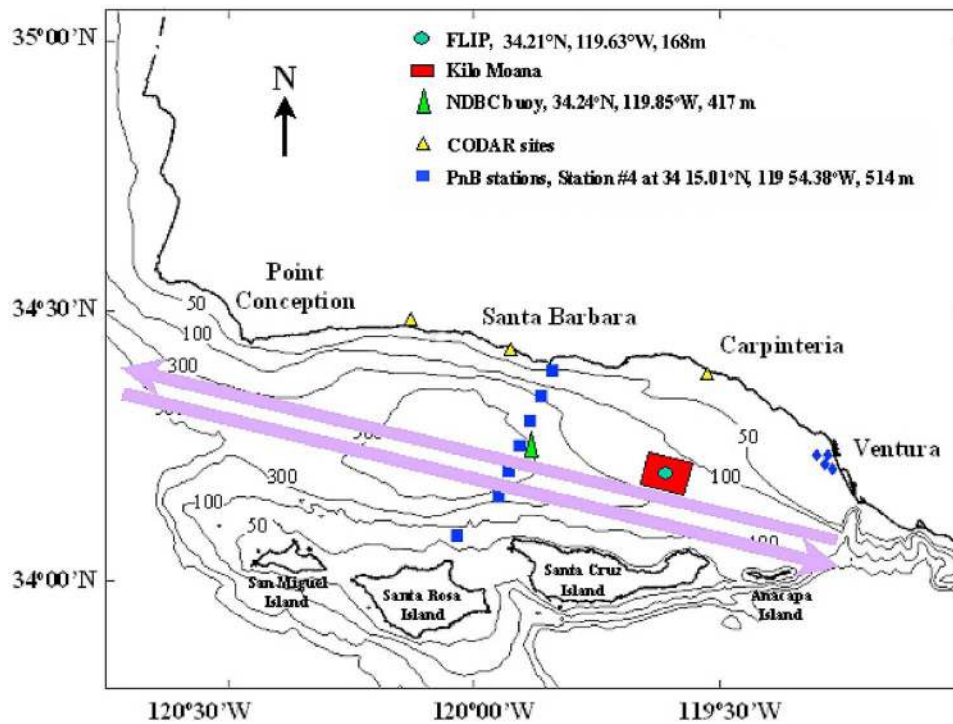 35°00'N
FLIP, 34.21°N, 119.63°W, 168m
Kilo Moana
N
NDBC buoy, 34.24°N, 119.85°W, 417 m
CODAR sites
PnB stations, Station #4 at 34 15.01°N, 119 54.38°W, 514 m
Point
Conception
34°30'N
50
Santa Barbara
100
Carpinteria
300
50
Ventura
100
300
100
50
100
34°00'N
San Miguel
Island
Santa Rosa
Island
Santa Cruz
Island
Anacapa
Island
120°30'W
120°00'W
119°30'W